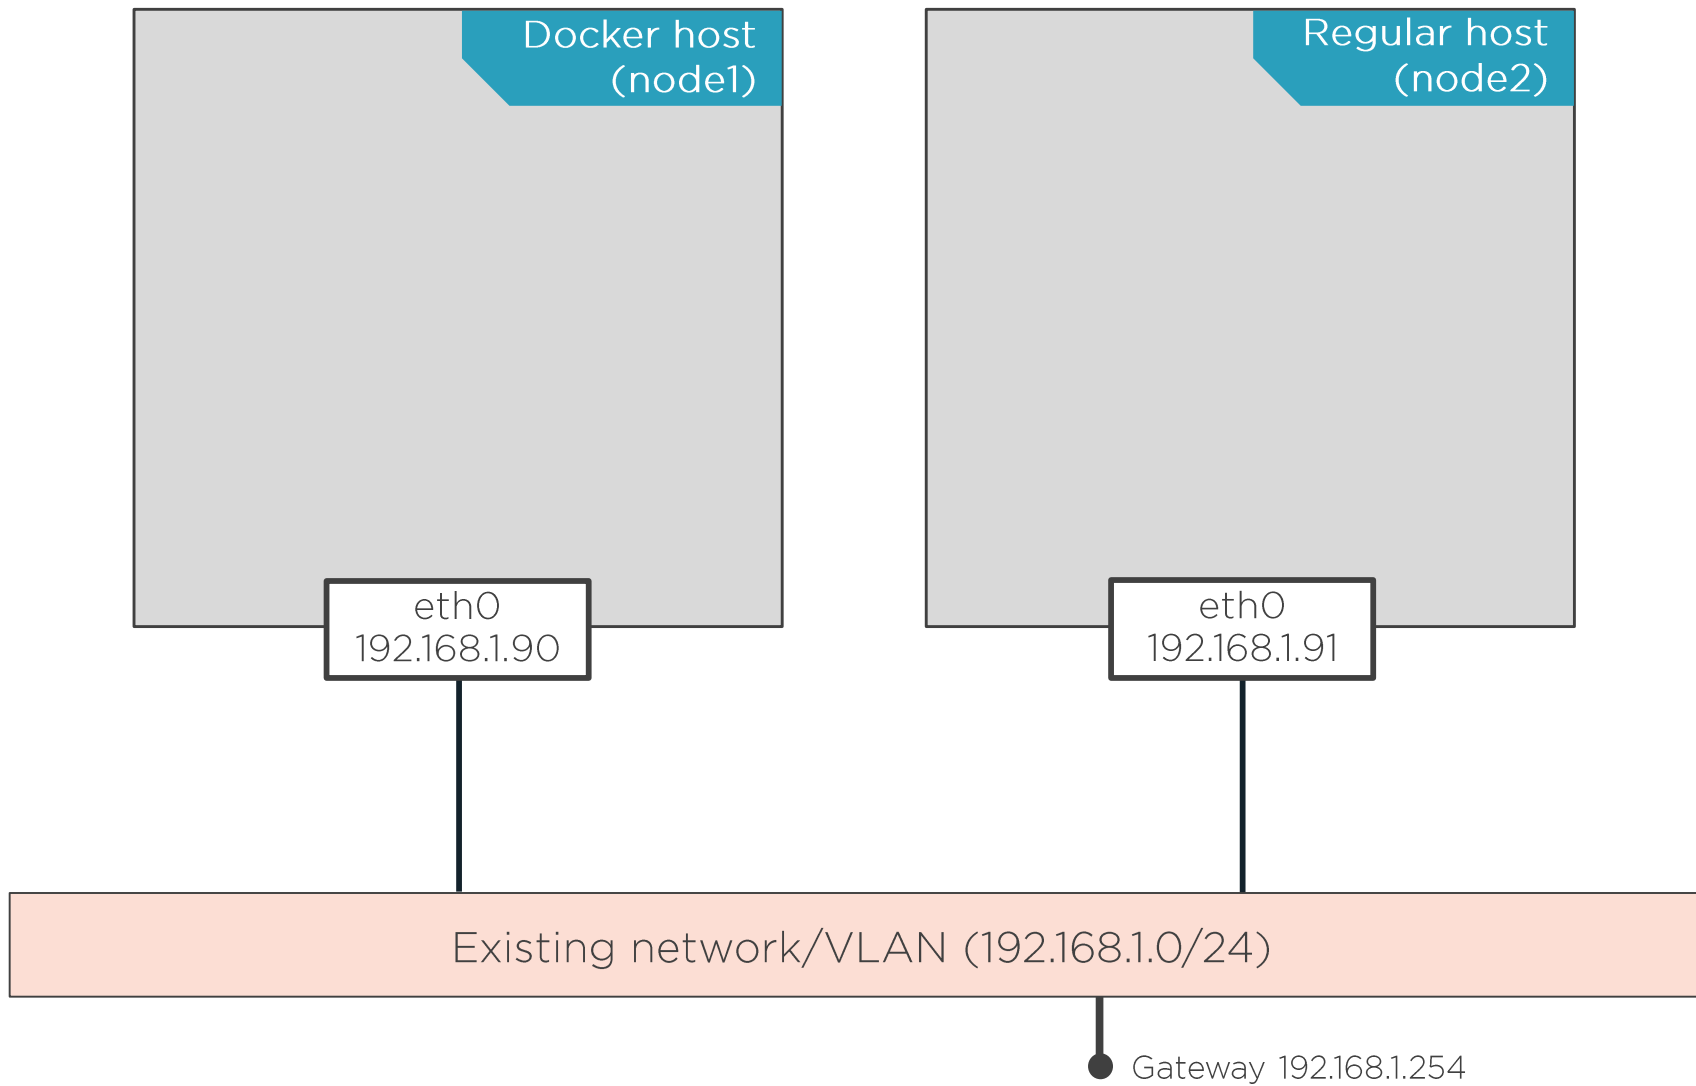 Docker host
(node1)
Regular host
(node2)
eth0
192.168.1.90
eth0
192.168.1.91
Existing network/VLAN (192.168.1.0/24)
Gateway 192.168.1.254